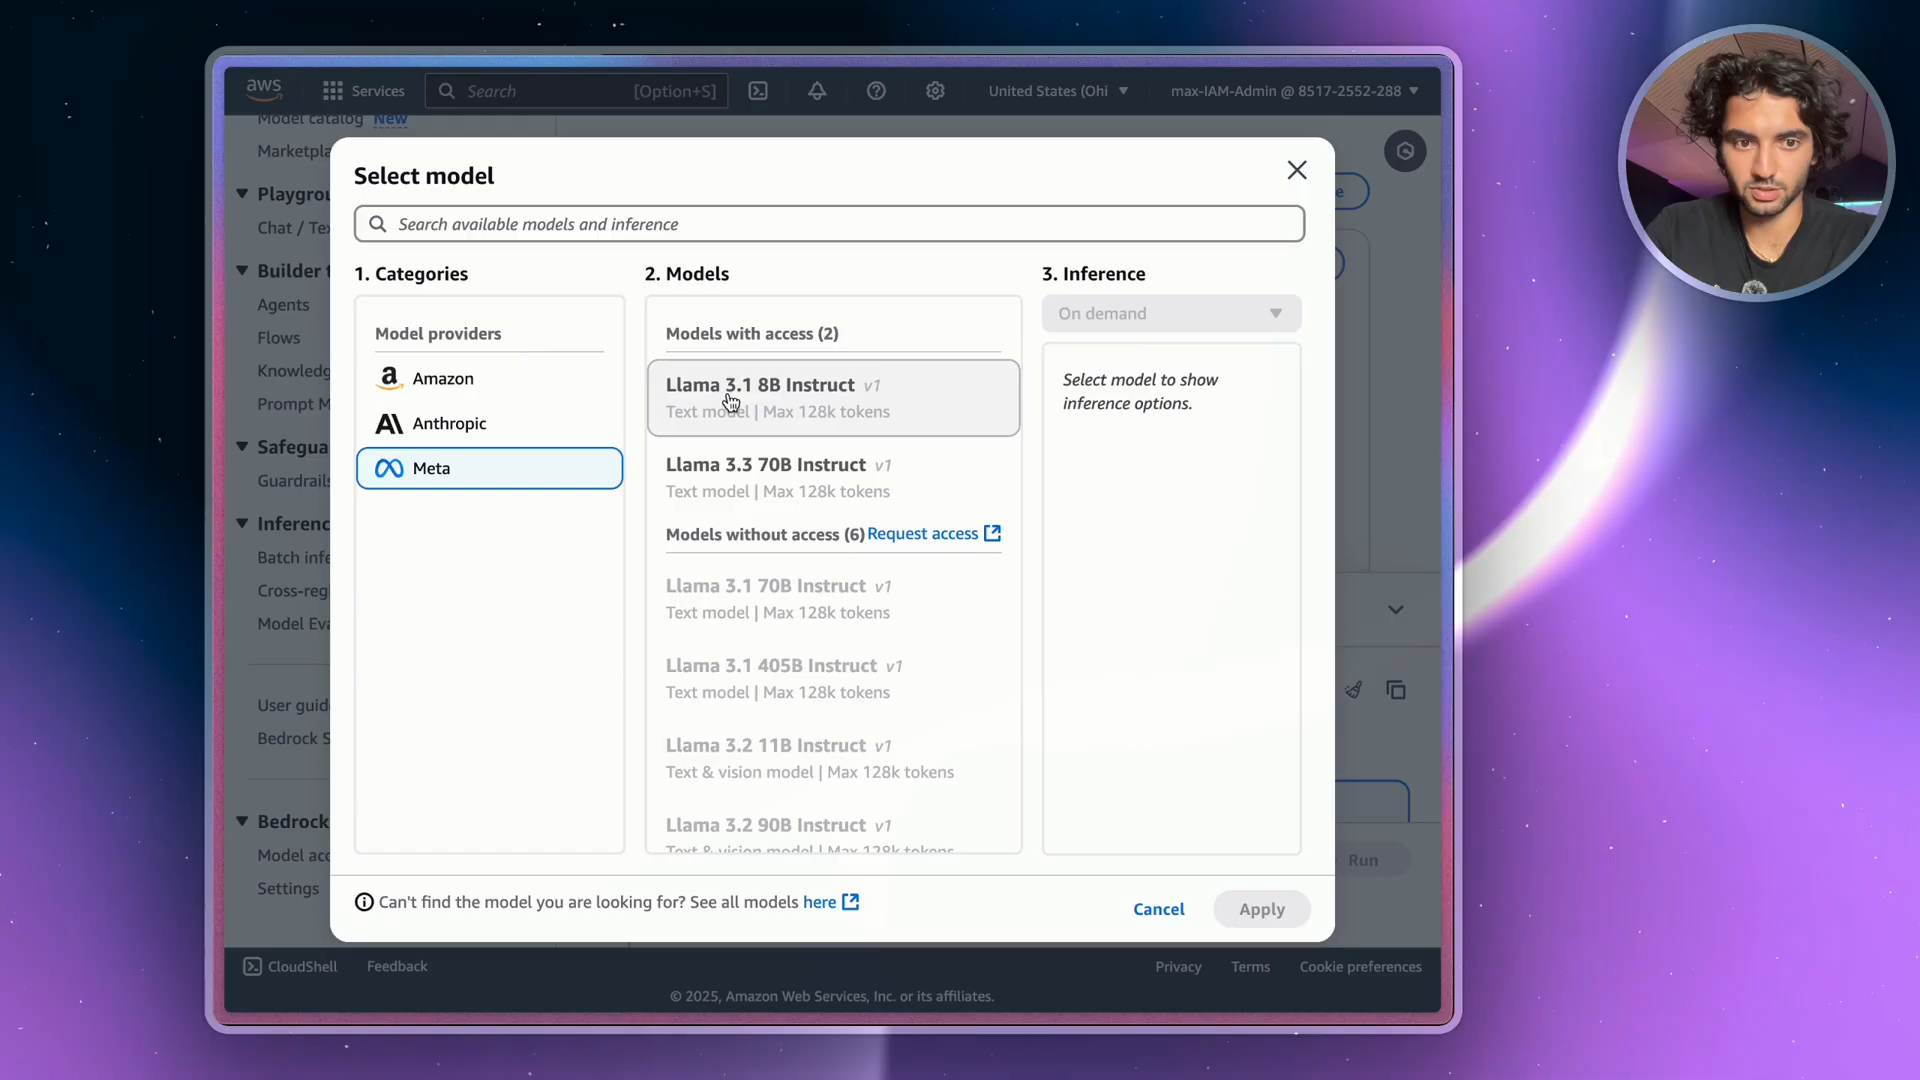 aws
Services
Search
[Option+S]
United States (Ohi
max-IAM-Admin @ 8517-2552-288
Model catalog New
Marketpla
Playgrou
Chat / Te
Builder t
Agents
Flows
Knowledg
Prompt M
Safegua
Guardrails
Inferenc
Batch infe
Cross-reg
Model Eva
User guide
Bedrock S
Bedrock
Model acc
Settings
Select model
Search available models and inference
1. Categories
Model providers
Amazon
Anthropic
Meta
2. Models
Models with access (2)
Llama 3.1 8B Instruct v1
Text model | Max 128k tokens
Llama 3.3 70B Instruct v1
Text model | Max 128k tokens
Models without access (6) Request access
Llama 3.1 70B Instruct v1
Text model | Max 128k tokens
Llama 3.1 405B Instruct v1
Text model | Max 128k tokens
Llama 3.2 11B Instruct v1
Text & vision model | Max 128k tokens
Llama 3.2 90B Instruct v1
Text & vision model | Max 128k tokens
3. Inference
On demand
Select model to show
inference options.
Can't find the model you are looking for? See all models here
Cancel
Apply
e
Run
CloudShell
Feedback
Privacy
Terms
Cookie preferences
© 2025, Amazon Web Services, Inc. or its affiliates.